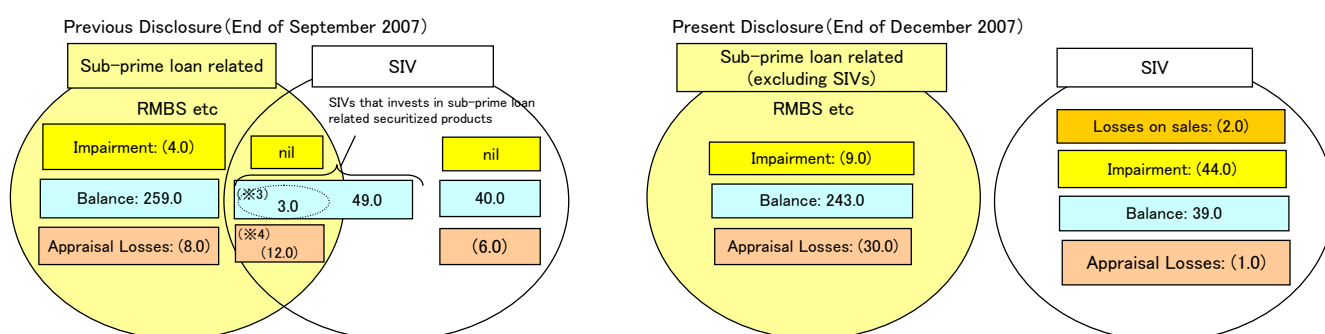 Previous Disclosure(End of September 2007)
Sub-prime loan related
SIV
RMBS etc
SIVs that invests in sub-prime loan
related securitized products
Impairment: (4.0)
nil
nil
Balance: 259.0
(※3)
3.0
49.0
40.0
Appraisal Losses: (8.0)
(※4)
(12.0)
(6.0)
Present Disclosure(End of December 2007)
Sub-prime loan related
(excluding SIVs)
SIV
RMBS etc
Losses on sales: (2.0)
Impairment: (9.0)
Impairment: (44.0)
Balance: 243.0
Balance: 39.0
Appraisal Losses: (30.0)
Appraisal Losses: (1.0)